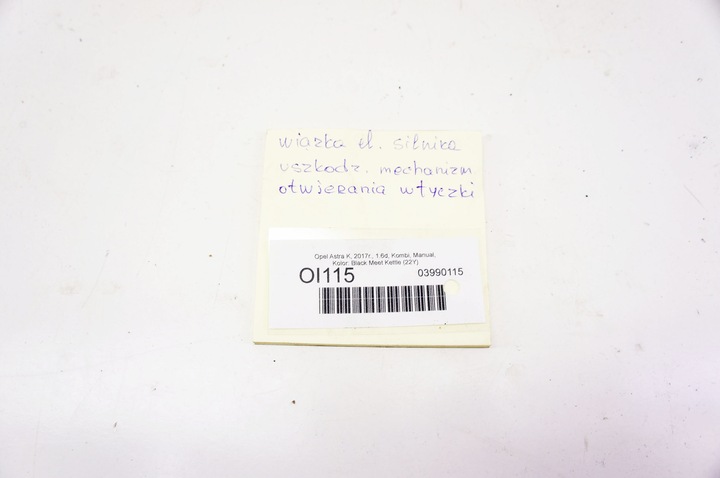 wiązka el. silnika
uszkodz. mechanizm
otwierania wtyczki
Opel Astra K, 2017r., 1.6d, Kombi, Manual,
Kolor: Black Meet Kettle (22Y)
OI115 03990115